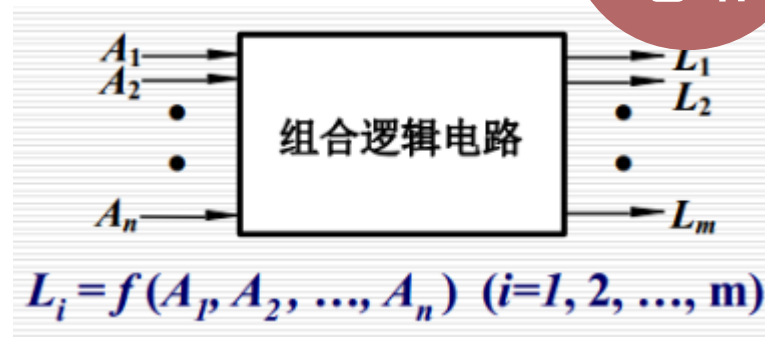 A1 L1
A2 L2
组合逻辑电路
An Lm
Li = f (A1, A2, …, An) (i=1, 2, …, m)